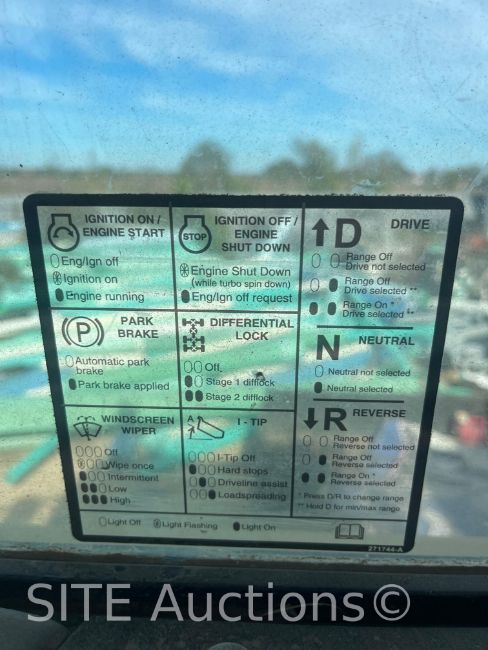 IGNITION ON /
ENGINE START
Eng/Ign off
Ignition on
Engine running
STOP
IGNITION OFF /
ENGINE
SHUT DOWN
Engine Shut Down
(while turbo spin down)
Eng/Ign off request
D
DRIVE
Range Off
Drive not selected
Range Off
Drive selected **
Range On *
Drive selected **
P
PARK
BRAKE
Automatic park
brake
Park brake applied
DIFFERENTIAL
LOCK
Off,
Stage 1 difflock
Stage 2 difflock
N
NEUTRAL
Neutral not selected
Neutral selected
WINDSCREEN
WIPER
Off
Wipe once
Intermittent
Low
High
A
I - TIP
I-Tip Off
Hard stops
Driveline assist
Loadspreading
R
REVERSE
Range Off
Reverse not selected
Range Off
Reverse selected
Range On *
Reverse selected
* Press D/R to change range
** Hold D for min/max range
Light Off
Light Flashing
Light On
271744-A
SITE Auctions©